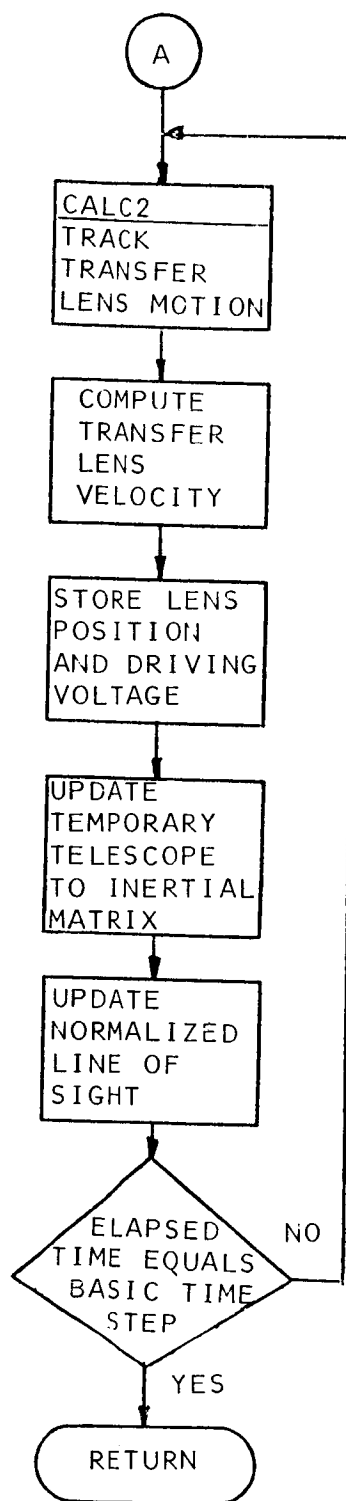 A
CALC2
TRACK
TRANSFER
LENS MOTION
COMPUTE
TRANSFER
LENS
VELOCITY
STORE LENS
POSITION
AND DRIVING
VOLTAGE
UPDATE
TEMPORARY
TELESCOPE
TO INERTIAL
MATRIX
UPDATE
NORMALIZED
LINE OF
SIGHT
ELAPSED
TIME EQUALS
BASIC TIME
STEP
NO
YES
RETURN